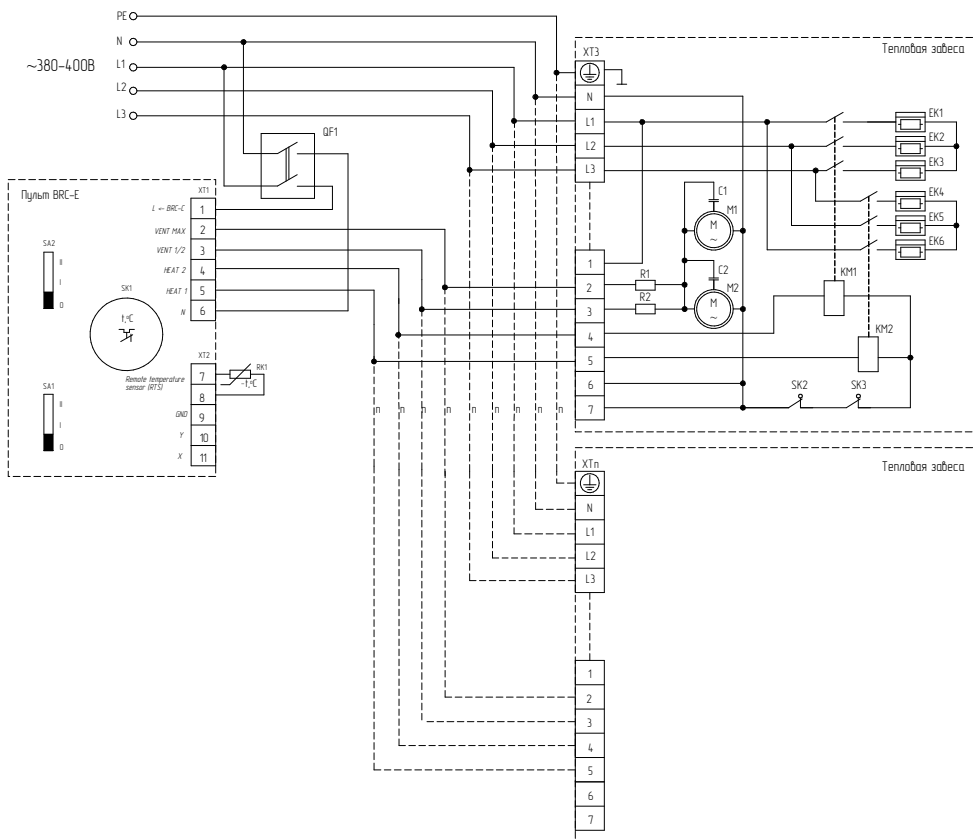 PE
N
L1
~380-400В
L2
L3
QF1
Пульт BRC-E
XT1
L ← BRC-C
1
VENT MAX
2
VENT 1/2
3
HEAT 2
4
HEAT 1
5
N
6
SA2
II
I
0
SK1
t,°C
XT2
7
Remote temperature
sensor (RTS)
8
GND
9
Y
10
X
11
RK1
-t,°C
SA1
II
I
0
Тепловая завеса
XT3
N
L1
L2
L3
1
2
3
4
5
6
7
EK1
EK2
EK3
EK4
EK5
EK6
C1
M1
M
~
C2
M2
M
~
R1
R2
KM1
KM2
SK2
SK3
n n n n n n n n n
Тепловая завеса
XTn
N
L1
L2
L3
1
2
3
4
5
6
7